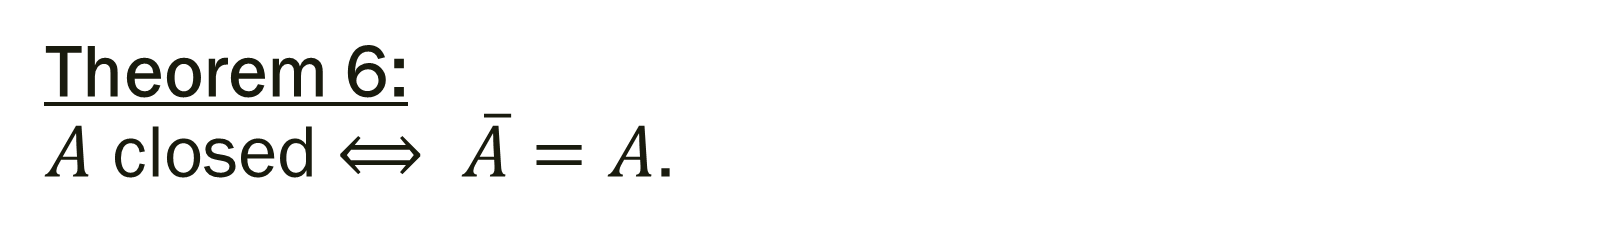 Theorem 6:
A closed ⟺ Ā = A.